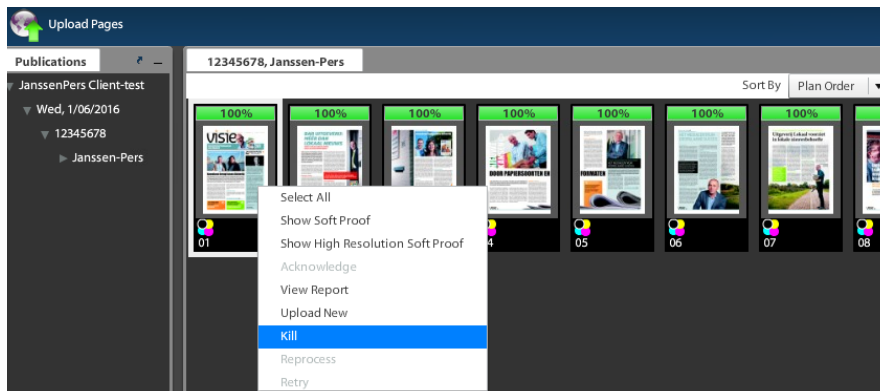 Upload Pages
Publications
12345678, Janssen-Pers
JanssenPers Client-test
Sort By Plan Order
Wed, 1/06/2016
12345678
Janssen-Pers
100% 100% 100% 100% 100% 100% 100% 100%
VISIE
DOOR PAPIERSOORTEN EN
FORMATEN
01
4
05
06
07
08
Select All
Show Soft Proof
Show High Resolution Soft Proof
Acknowledge
View Report
Upload New
Kill
Reprocess
Retry